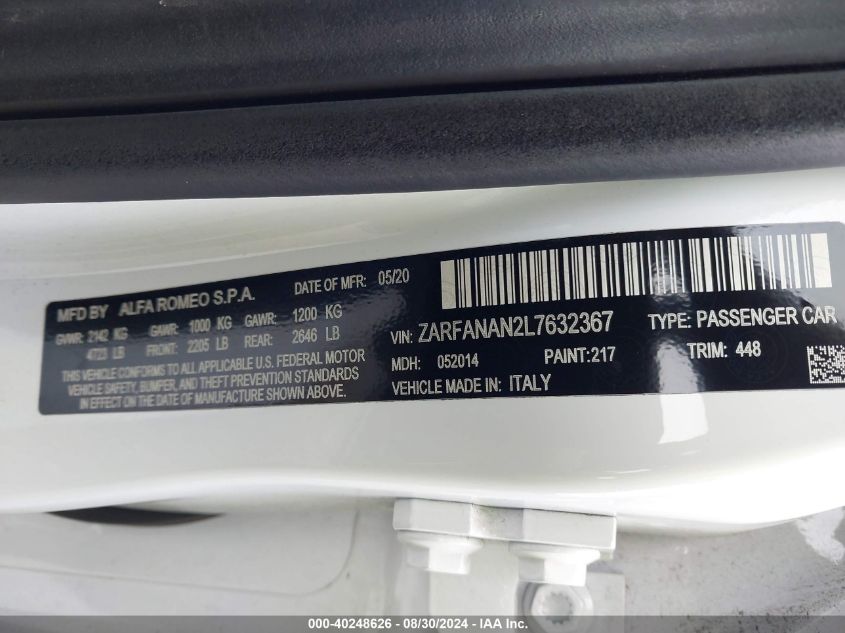 MFD BY ALFA ROMEO S.P.A. DATE OF MFR: 05/20
GVWR: 2142 KG GAWR: 1000 KG GAWR: 1200 KG
4723 LB FRONT: 2205 LB REAR: 2646 LB
THIS VEHICLE CONFORMS TO ALL APPLICABLE U.S. FEDERAL MOTOR
VEHICLE SAFETY, BUMPER, AND THEFT PREVENTION STANDARDS
IN EFFECT ON THE DATE OF MANUFACTURE SHOWN ABOVE.
VIN: ZARFANAN2L7632367 TYPE: PASSENGER CAR
MDH: 052014 PAINT: 217 TRIM: 448
VEHICLE MADE IN: ITALY
000-40248626 - 08/30/2024 - IAA Inc.